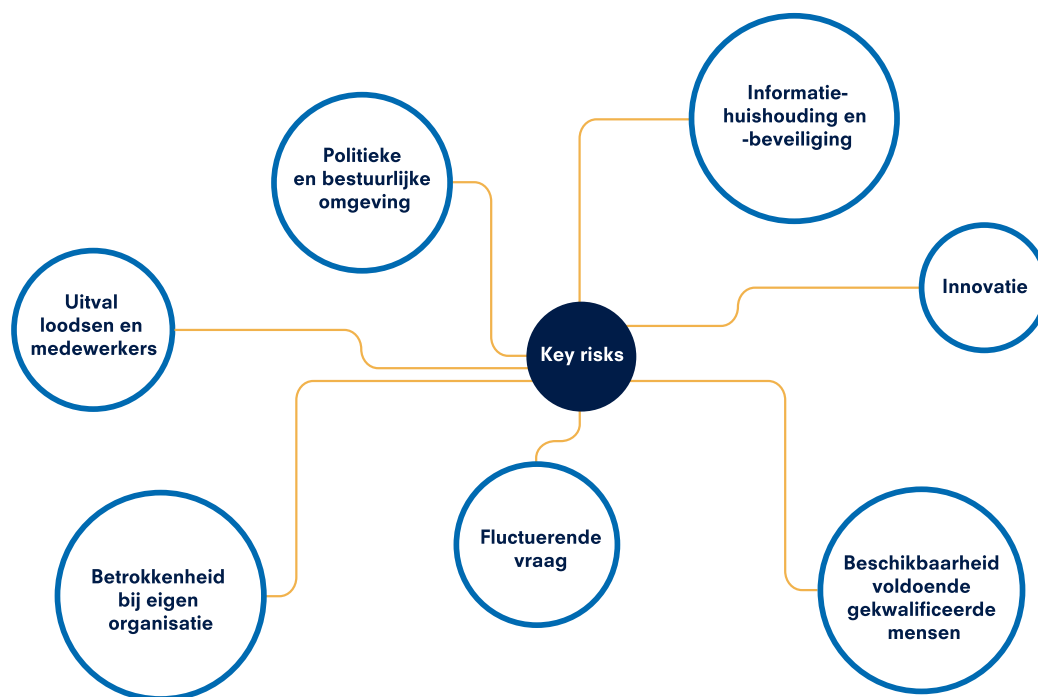 Informatie-
huishouding en
-beveiliging
Politieke
en bestuurlijke
omgeving
Innovatie
Uitval
loodsen en
medewerkers
Key risks
Fluctuerende
vraag
Beschikbaarheid
voldoende
gekwalificeerde
mensen
Betrokkenheid
bij eigen
organisatie